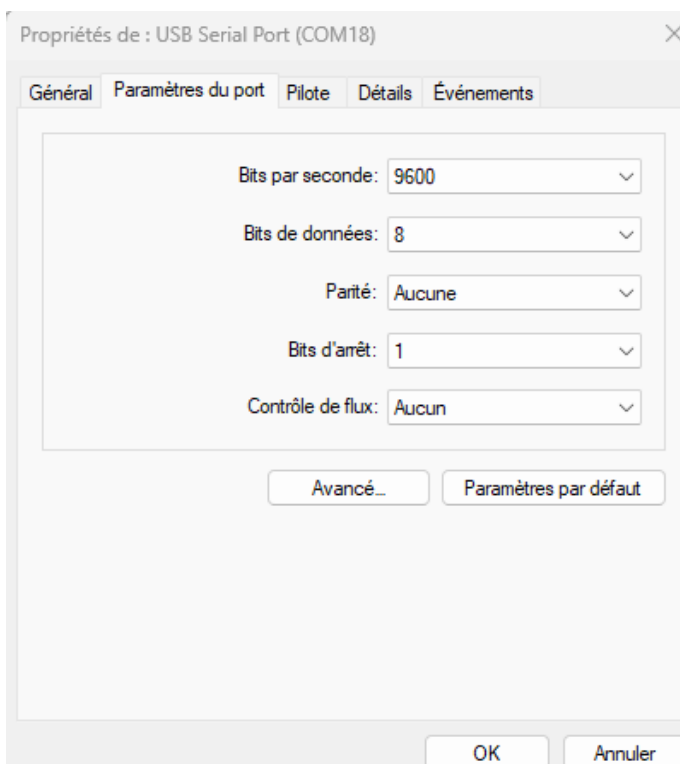 Propriétés de : USB Serial Port (COM18)
Général Paramètres du port Pilote Détails Événements
Bits par seconde: 9600
Bits de données: 8
Parité: Aucune
Bits d'arrêt: 1
Contrôle de flux: Aucun
Avancé... Paramètres par défaut
OK Annuler